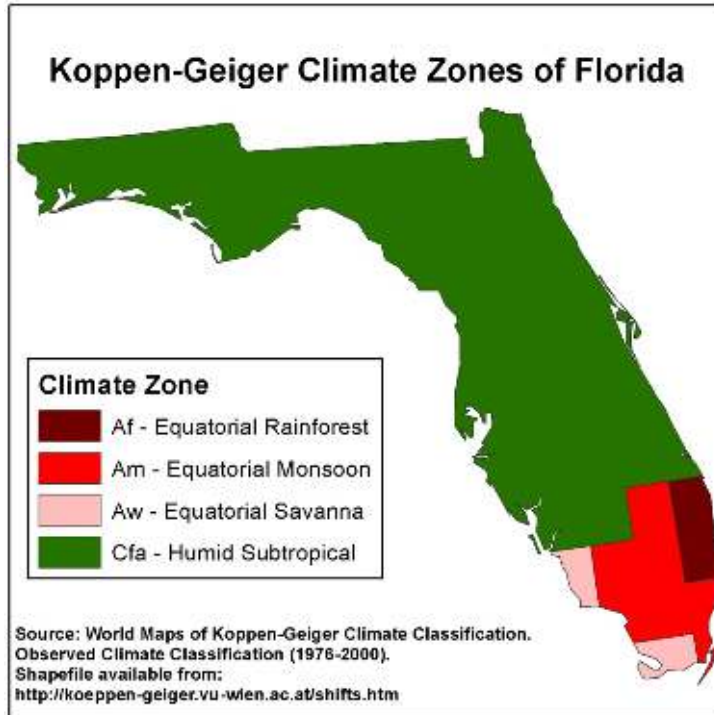 Koppen-Geiger Climate Zones of Florida
Climate Zone
Af - Equatorial Rainforest
Am - Equatorial Monsoon
Aw - Equatorial Savanna
Cfa - Humid Subtropical
Source: World Maps of Koppen-Geiger Climate Classification.
Observed Climate Classification (1976-2000).
Shapefile available from:
http://koeppen-geiger.vu-wien.ac.at/shifts.htm